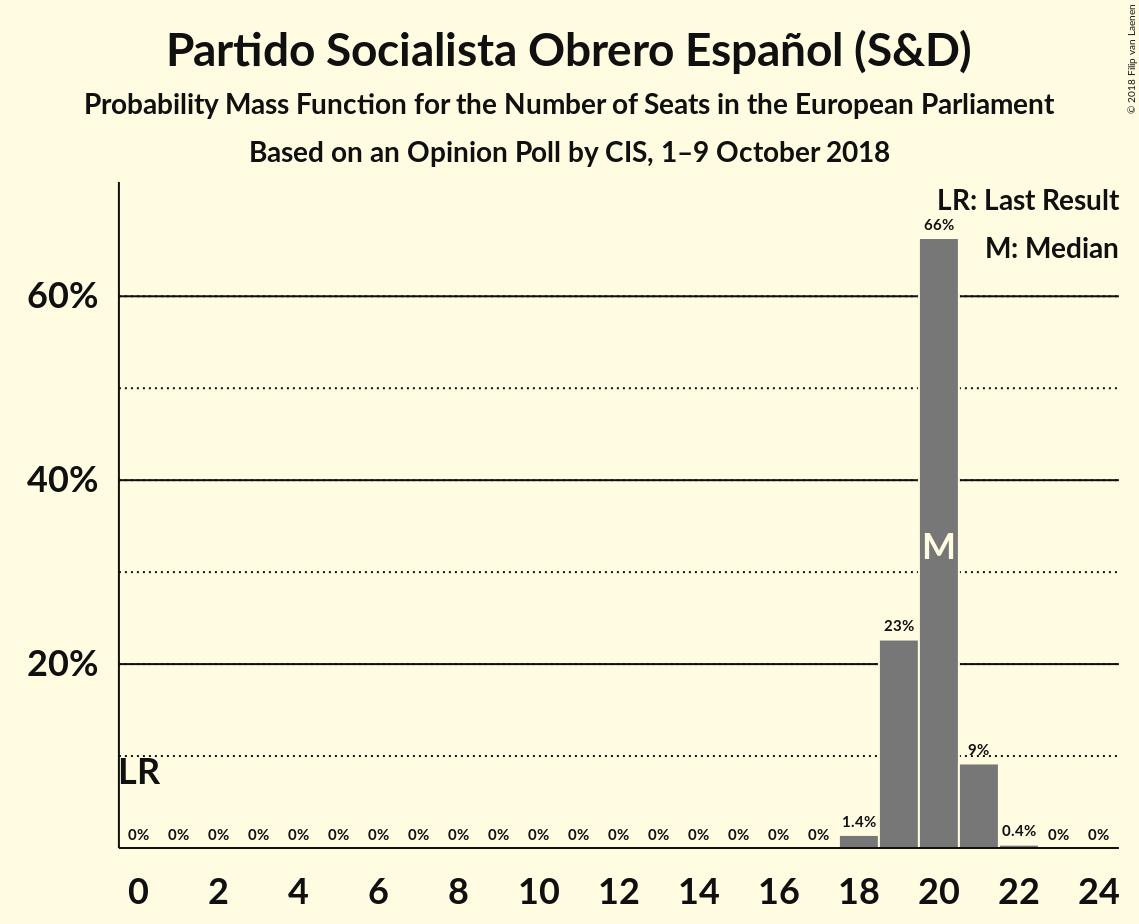 Partido Socialista Obrero Español (S&D)
Probability Mass Function for the Number of Seats in the European Parliament
Based on an Opinion Poll by CIS, 1–9 October 2018
© 2018 Filip van Laenen
LR: Last Result
M: Median
66%
60%
40%
M
23%
20%
9%
LR
0% 0% 0% 0% 0% 0% 0% 0% 0% 0% 0% 0% 0% 0% 0% 0% 0% 0% 1.4% 0.4% 0% 0%
0 2 4 6 8 10 12 14 16 18 20 22 24